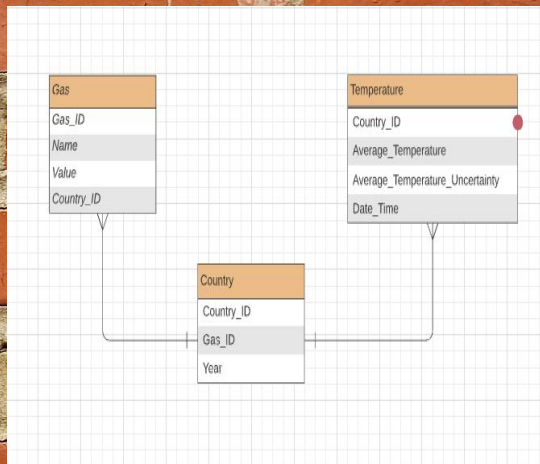 Gas
Gas_ID
Name
Value
Country_ID
Temperature
Country_ID
Average_Temperature
Average_Temperature_Uncertainty
Date_Time
Country
Country_ID
Gas_ID
Year